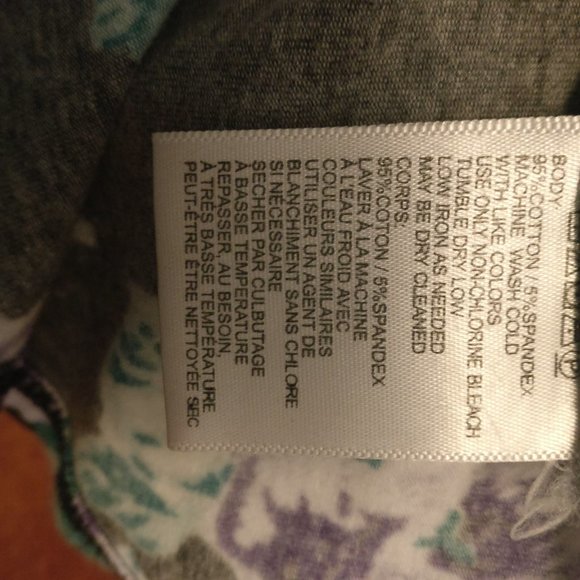 BODY
95%COTTON / 5%SPANDEX
MACHINE WASH COLD
WITH LIKE COLORS
USE ONLY NON-CHLORINE BLEACH
TUMBLE DRY LOW
LOW IRON AS NEEDED
MAY BE DRY CLEANED
CORPS:
95%COTON / 5%SPANDEX
LAVER À LA MACHINE
À L'EAU FROID AVEC
COULEURS SIMILAIRES
UTILISER UN AGENT DE
BLANCHIMENT SANS CHLORE
SI NÉCESSAIRE
SECHER PAR CULBUTAGE
À BASSE TEMPÉRATURE
REPASSER, AU BESOIN,
À TRÈS BASSE TEMPÉRATURE
PEUT-ÊTRE ÊTRE NETTOYÉE SEC